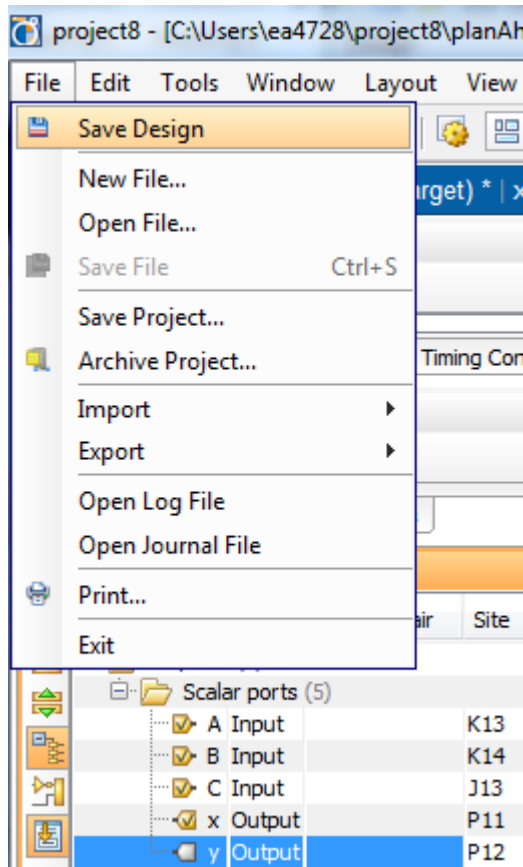 project8 - [C:\Users\ea4728\project8\planAh
File Edit Tools Window Layout View
Save Design
New File...
rget) * | x
Open File...
Save File Ctrl+S
Save Project...
Archive Project... Timing Con
Import
Export
Open Log File
Open Journal File
Print...
air Site
Exit
Scalar ports (5)
A Input K13
B Input K14
C Input J13
x Output P11
y Output P12